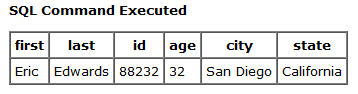 SQL Command Executed
first last id age city state
Eric Edwards 88232 32 San Diego California